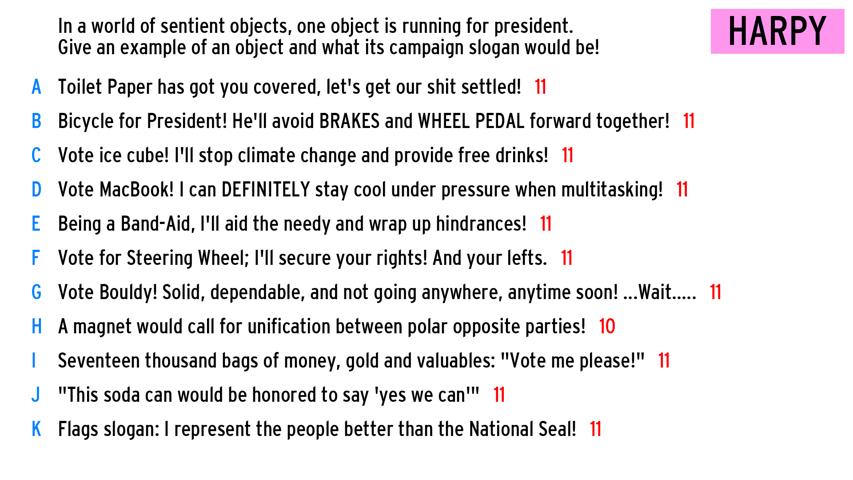 In a world of sentient objects, one object is running for president.
Give an example of an object and what its campaign slogan would be!
HARPY
A Toilet Paper has got you covered, let's get our shit settled! 11
B Bicycle for President! He'll avoid BRAKES and WHEEL PEDAL forward together! 11
C Vote ice cube! I'll stop climate change and provide free drinks! 11
D Vote MacBook! I can DEFINITELY stay cool under pressure when multitasking! 11
E Being a Band-Aid, I'll aid the needy and wrap up hindrances! 11
F Vote for Steering Wheel; I'll secure your rights! And your lefts. 11
G Vote Bouldy! Solid, dependable, and not going anywhere, anytime soon! ...Wait..... 11
H A magnet would call for unification between polar opposite parties! 10
I Seventeen thousand bags of money, gold and valuables: "Vote me please!" 11
J "This soda can would be honored to say 'yes we can'" 11
K Flags slogan: I represent the people better than the National Seal! 11